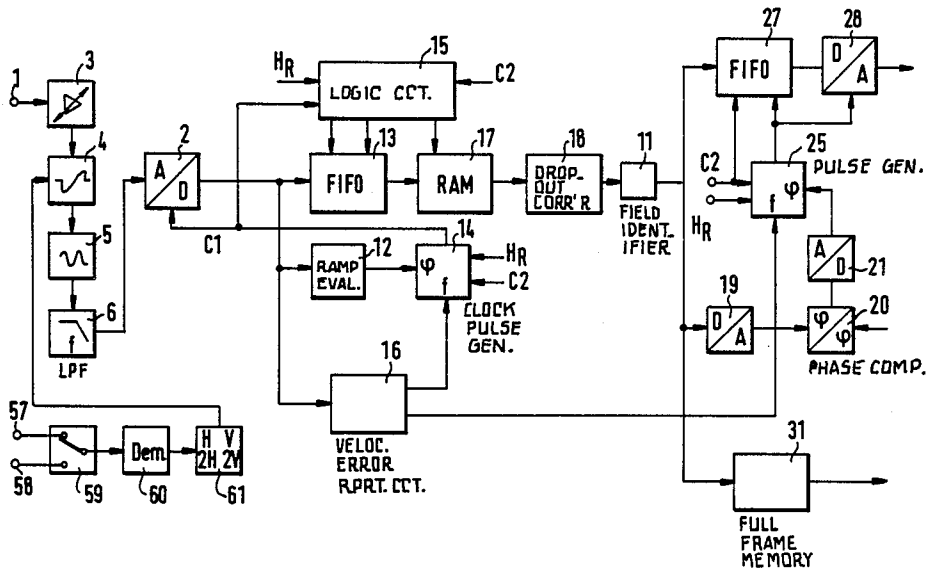 1
3
4
5
6
f
LPF
57
58
59
Dem.
60
H V
2H 2V
61
2
A
D
C1
HR
15
LOGIC CCT.
C2
13
FIFO
17
RAM
18
DROP-
OUT
CORR'R
11
FIELD
IDENT-
IFIER
12
RAMP
EVAL.
14
φ
f
HR
C2
CLOCK
PULSE
GEN.
16
VELOC.
ERROR
RPRT. CCT.
27
FIFO
28
D
A
25
PULSE GEN.
C2
HR
φ
f
A
D
21
19
D
A
20
φ
φ
PHASE COMP.
31
FULL
FRAME
MEMORY